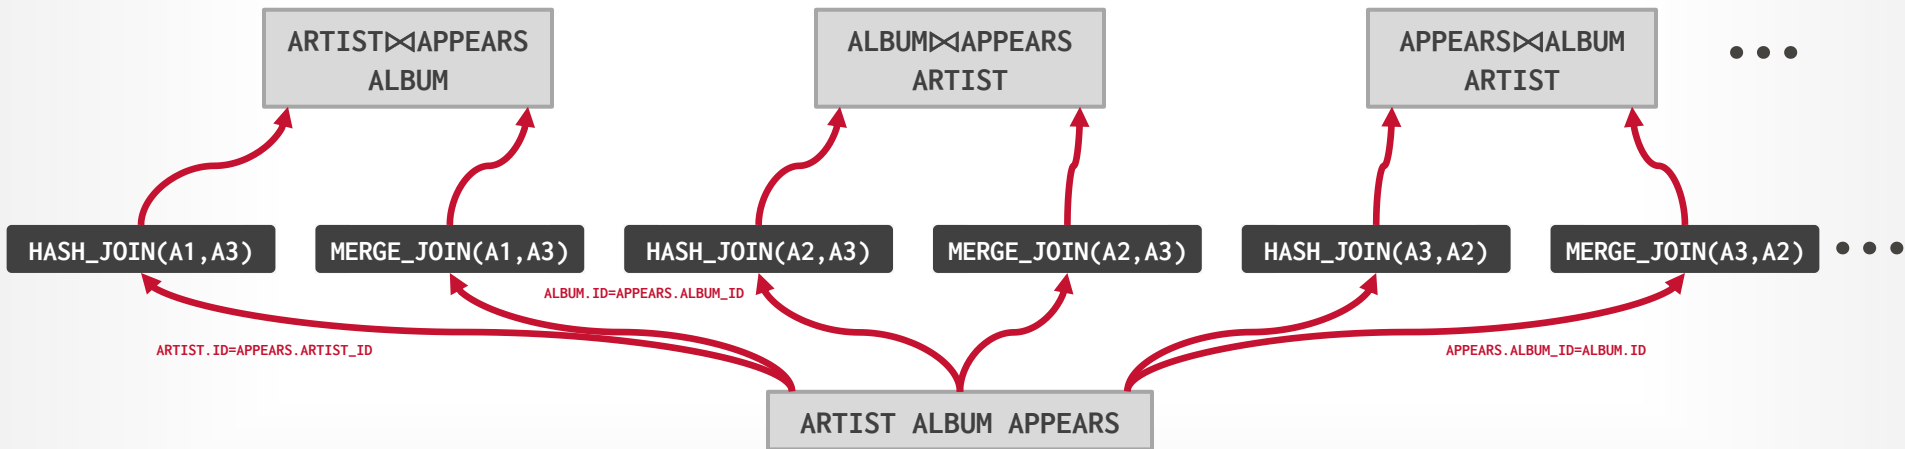 ARTIST⋈APPEARS
ALBUM
ALBUM⋈APPEARS
ARTIST
APPEARS⋈ALBUM
ARTIST
•••
HASH_JOIN(A1,A3)
MERGE_JOIN(A1,A3)
HASH_JOIN(A2,A3)
MERGE_JOIN(A2,A3)
HASH_JOIN(A3,A2)
MERGE_JOIN(A3,A2)
•••
ALBUM.ID=APPEARS.ALBUM_ID
ARTIST.ID=APPEARS.ARTIST_ID
APPEARS.ALBUM_ID=ALBUM.ID
ARTIST ALBUM APPEARS